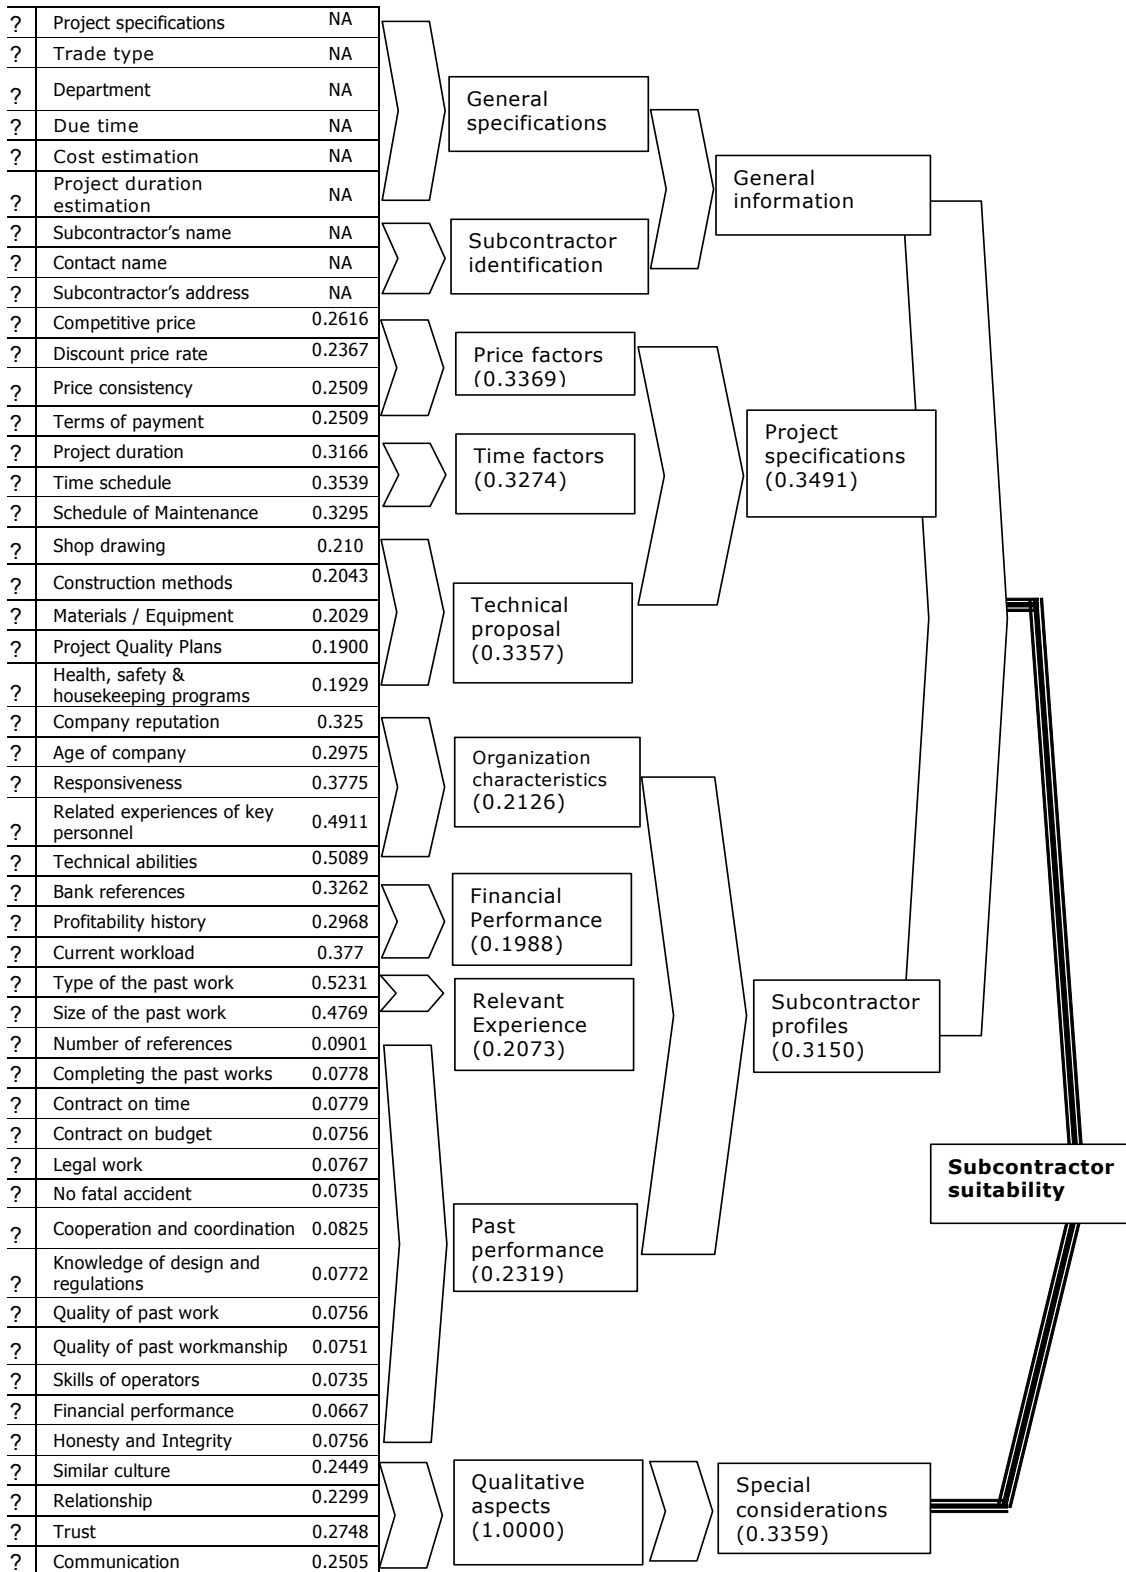 ? Project specifications NA
? Trade type NA
? Department NA
? Due time NA
? Cost estimation NA
? Project duration
estimation NA
? Subcontractor's name NA
? Contact name NA
? Subcontractor's address NA
? Competitive price 0.2616
? Discount price rate 0.2367
? Price consistency 0.2509
? Terms of payment 0.2509
? Project duration 0.3166
? Time schedule 0.3539
? Schedule of Maintenance 0.3295
? Shop drawing 0.210
? Construction methods 0.2043
? Materials / Equipment 0.2029
? Project Quality Plans 0.1900
? Health, safety &
housekeeping programs 0.1929
? Company reputation 0.325
? Age of company 0.2975
? Responsiveness 0.3775
? Related experiences of key
personnel 0.4911
? Technical abilities 0.5089
? Bank references 0.3262
? Profitability history 0.2968
? Current workload 0.377
? Type of the past work 0.5231
? Size of the past work 0.4769
? Number of references 0.0901
? Completing the past works 0.0778
? Contract on time 0.0779
? Contract on budget 0.0756
? Legal work 0.0767
? No fatal accident 0.0735
? Cooperation and coordination 0.0825
? Knowledge of design and
regulations 0.0772
? Quality of past work 0.0756
? Quality of past workmanship 0.0751
? Skills of operators 0.0735
? Financial performance 0.0667
? Honesty and Integrity 0.0756
? Similar culture 0.2449
? Relationship 0.2299
? Trust 0.2748
? Communication 0.2505
General
specifications
Subcontractor
identification
Price factors
(0.3369)
Time factors
(0.3274)
Technical
proposal
(0.3357)
Organization
characteristics
(0.2126)
Financial
Performance
(0.1988)
Relevant
Experience
(0.2073)
Past
performance
(0.2319)
Qualitative
aspects
(1.0000)
General
information
Project
specifications
(0.3491)
Subcontractor
profiles
(0.3150)
Special
considerations
(0.3359)
Subcontractor
suitability